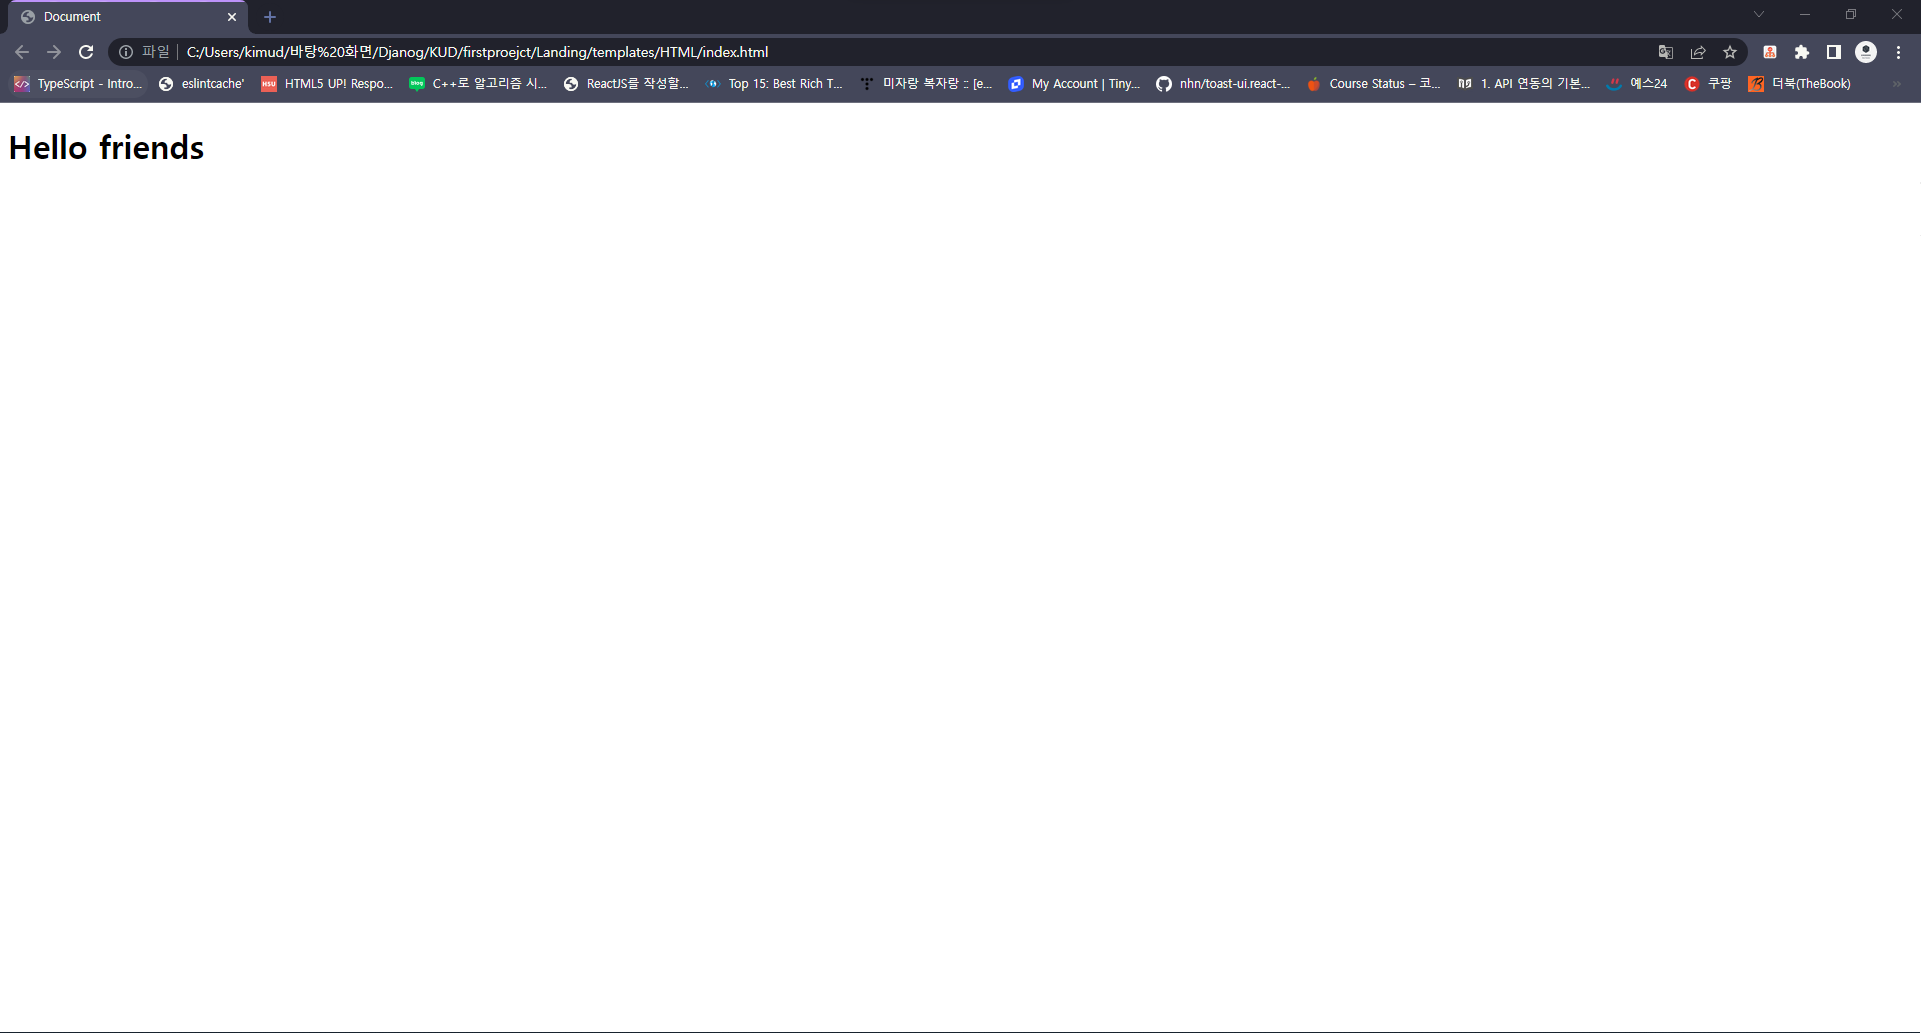 Document
파일 C:/Users/kimud/바탕%20화면/Djanog/KUD/firstproejct/Landing/templates/HTML/index.html
TypeScript - Intro... eslintcache' HTML5 UP! Respo... C++로 알고리즘 시... ReactJS를 작성할... Top 15: Best Rich T... 미자랑 복자랑 :: [e... My Account | Tiny... nhn/toast-ui.react-... Course Status – 코... 1. API 연동의 기본... 예스24 쿠팡 더북(TheBook)
Hello friends